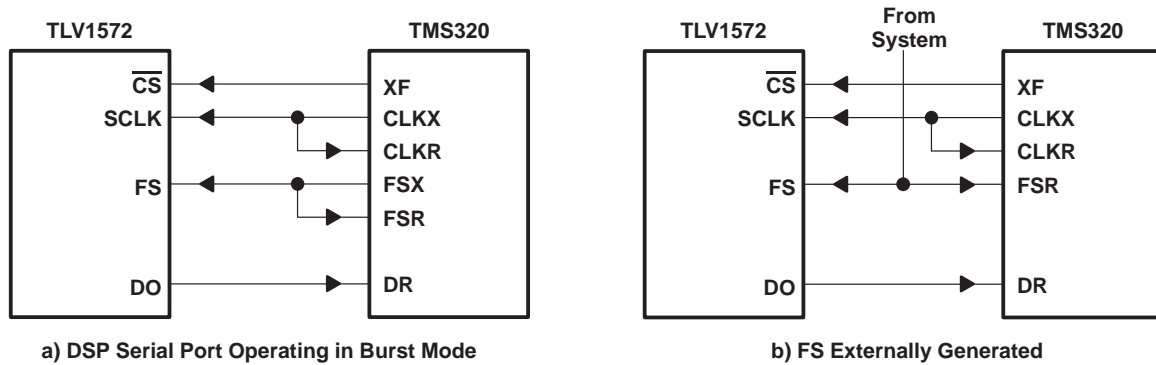 TLV1572
TMS320
CS
SCLK
FS
DO
XF
CLKX
CLKR
FSX
FSR
DR
a) DSP Serial Port Operating in Burst Mode
TLV1572
From
System
TMS320
CS
SCLK
FS
DO
XF
CLKX
CLKR
FSR
DR
b) FS Externally Generated